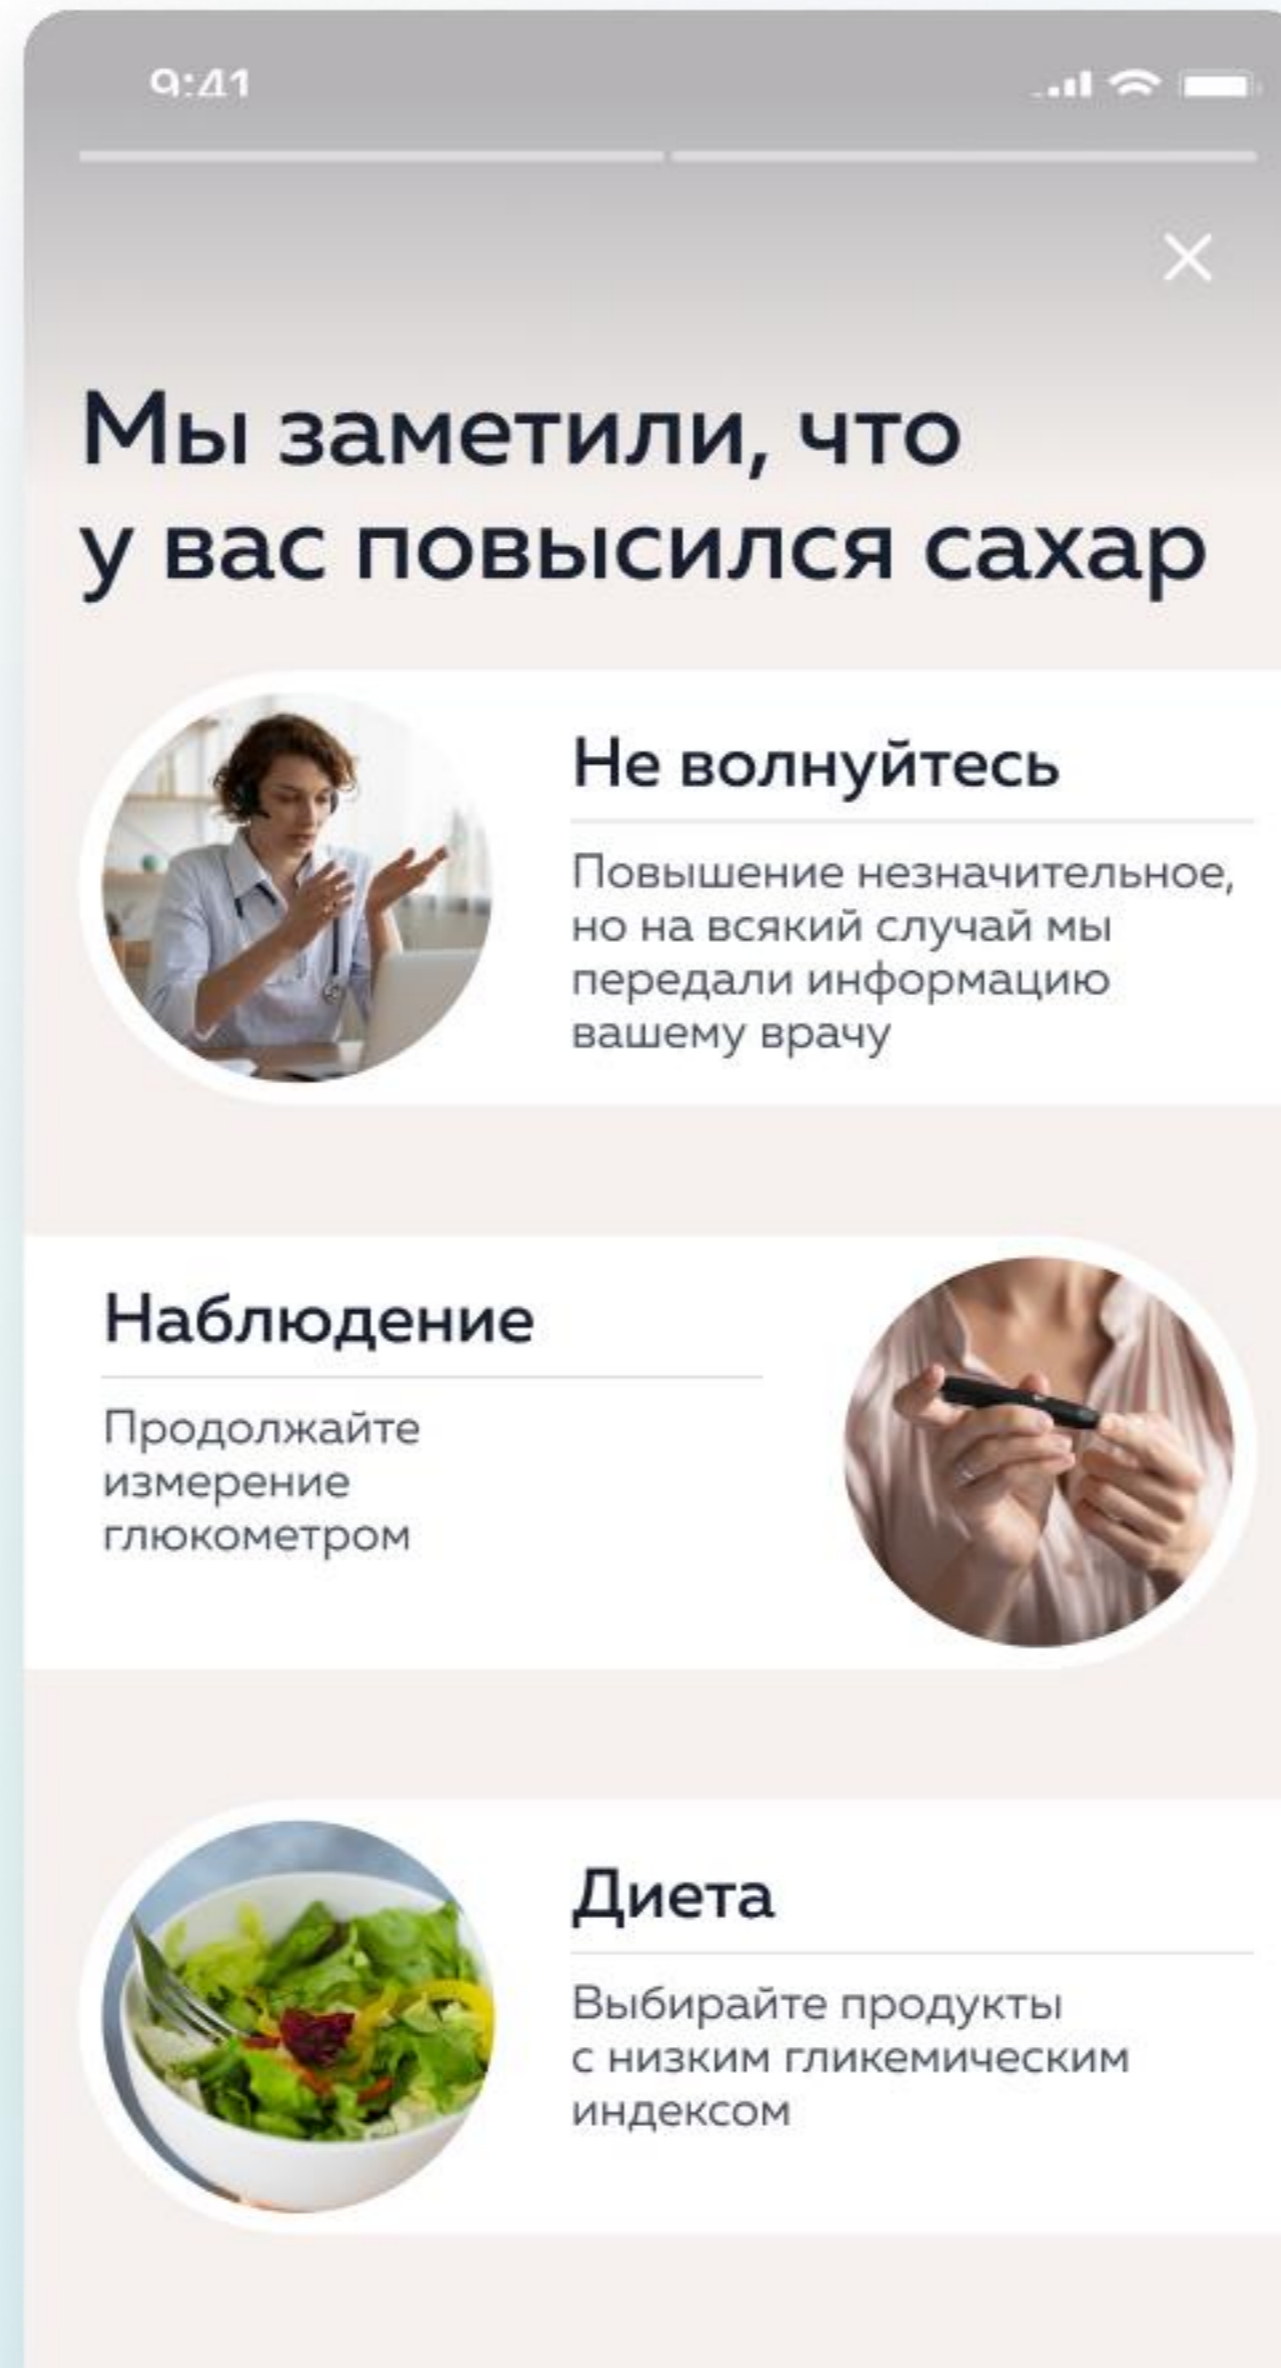 9:41
Мы заметили, что
у вас повысился сахар
Не волнуйтесь
Повышение незначительное,
но на всякий случай мы
передали информацию
вашему врачу
Наблюдение
Продолжайте
измерение
глюкометром
Диета
Выбирайте продукты
с низким гликемическим
индексом